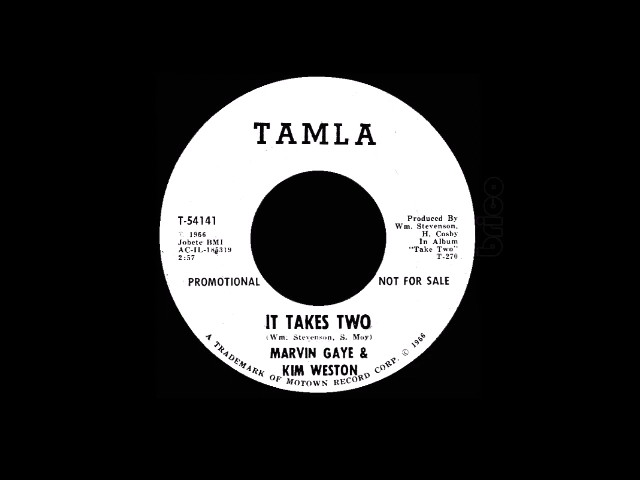 TAMLA
T-54141
℗ 1966
Jobete BMI
2:57
Produced By
Wm. Stevenson,
H. Cosby
In Album
"Take Two"
T-270
PROMOTIONAL
NOT FOR SALE
IT TAKES TWO
(Wm. Stevenson, S. Moy)
MARVIN GAYE &
KIM WESTON
A TRADEMARK OF MOTOWN RECORD CORP. © 1966
brico